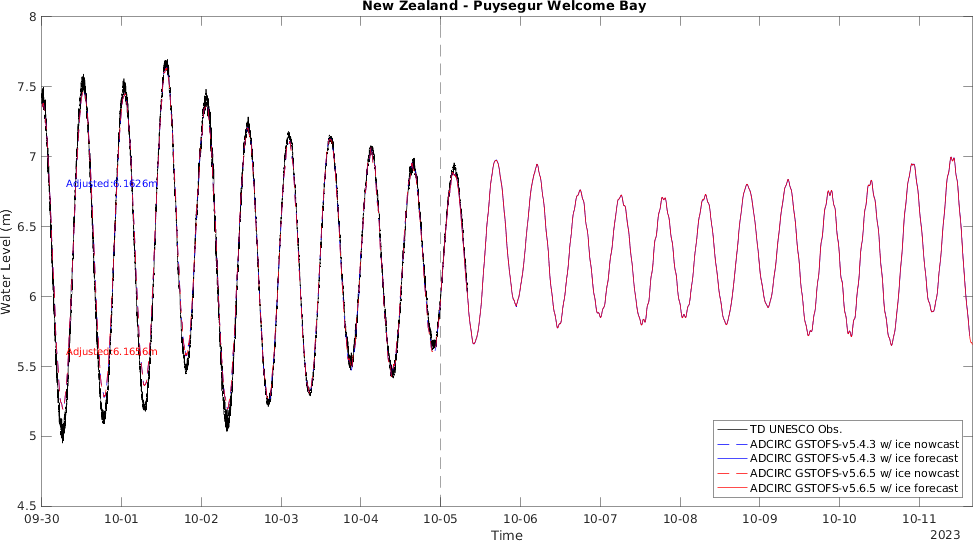 New Zealand - Puysegur Welcome Bay
8
7.5
7
6.5
6
5.5
5
4.5
Water Level (m)
Adjusted:6.1626m
Adjusted:6.1656m
TD UNESCO Obs.
ADCIRC GSTOFS-v5.4.3 w/ ice nowcast
ADCIRC GSTOFS-v5.4.3 w/ ice forecast
ADCIRC GSTOFS-v5.6.5 w/ ice nowcast
ADCIRC GSTOFS-v5.6.5 w/ ice forecast
09-30 10-01 10-02 10-03 10-04 10-05 10-06 10-07 10-08 10-09 10-10 10-11
Time
2023